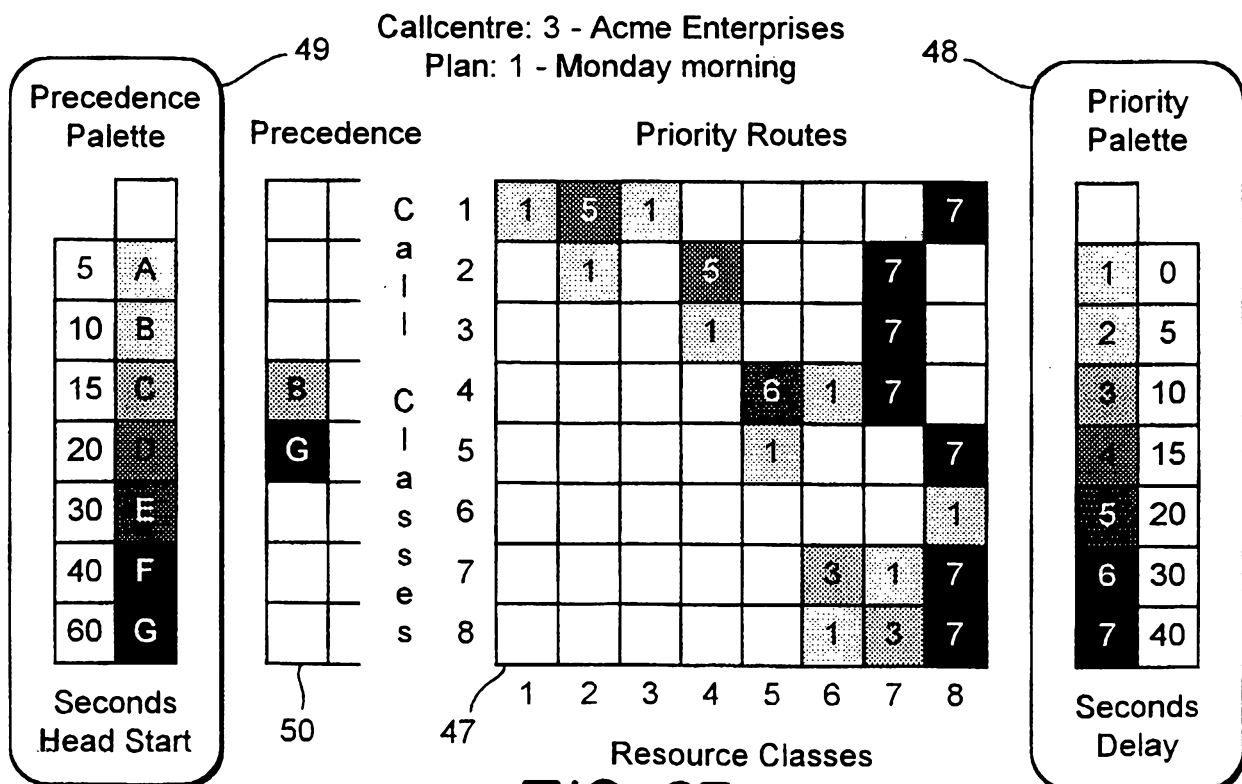 Callcentre: 3 - Acme Enterprises
Plan: 1 - Monday morning
49
48
Precedence
Palette
Precedence
Priority Routes
Priority
Palette
5 A
10 B
15 C
20 D
30 E
40 F
60 G
Seconds
Head Start
B
G
50
Call Classes
1 1 5 1 7
2 1 5 7
3 1 7
4 6 1 7
5 1 7
6 1
7 3 1 7
8 1 3 7
47
1 2 3 4 5 6 7 8
Resource Classes
1 0
2 5
3 10
4 15
5 20
6 30
7 40
Seconds
Delay